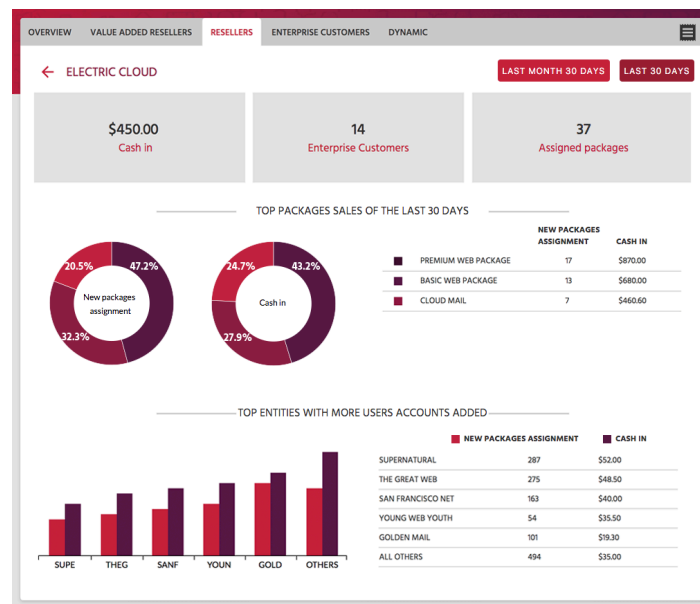 OVERVIEW VALUE ADDED RESELLERS RESELLERS ENTERPRISE CUSTOMERS DYNAMIC
ELECTRIC CLOUD
LAST MONTH 30 DAYS LAST 30 DAYS
$450.00 14 37
Cash in Enterprise Customers Assigned packages
TOP PACKAGES SALES OF THE LAST 30 DAYS
20.5% 47.2%
New packages
assignment
32.3%
24.7% 43.2%
Cash in
27.9%
NEW PACKAGES
ASSIGNMENT CASH IN
PREMIUM WEB PACKAGE 17 $870.00
BASIC WEB PACKAGE 13 $680.00
CLOUD MAIL 7 $460.60
TOP ENTITIES WITH MORE USERS ACCOUNTS ADDED
SUPE THEG SANF YOUN GOLD OTHERS
NEW PACKAGES ASSIGNMENT CASH IN
SUPERNATURAL 287 $52.00
THE GREAT WEB 275 $48.50
SAN FRANCISCO NET 163 $40.00
YOUNG WEB YOUTH 54 $35.50
GOLDEN MAIL 101 $19.30
ALL OTHERS 494 $35.00